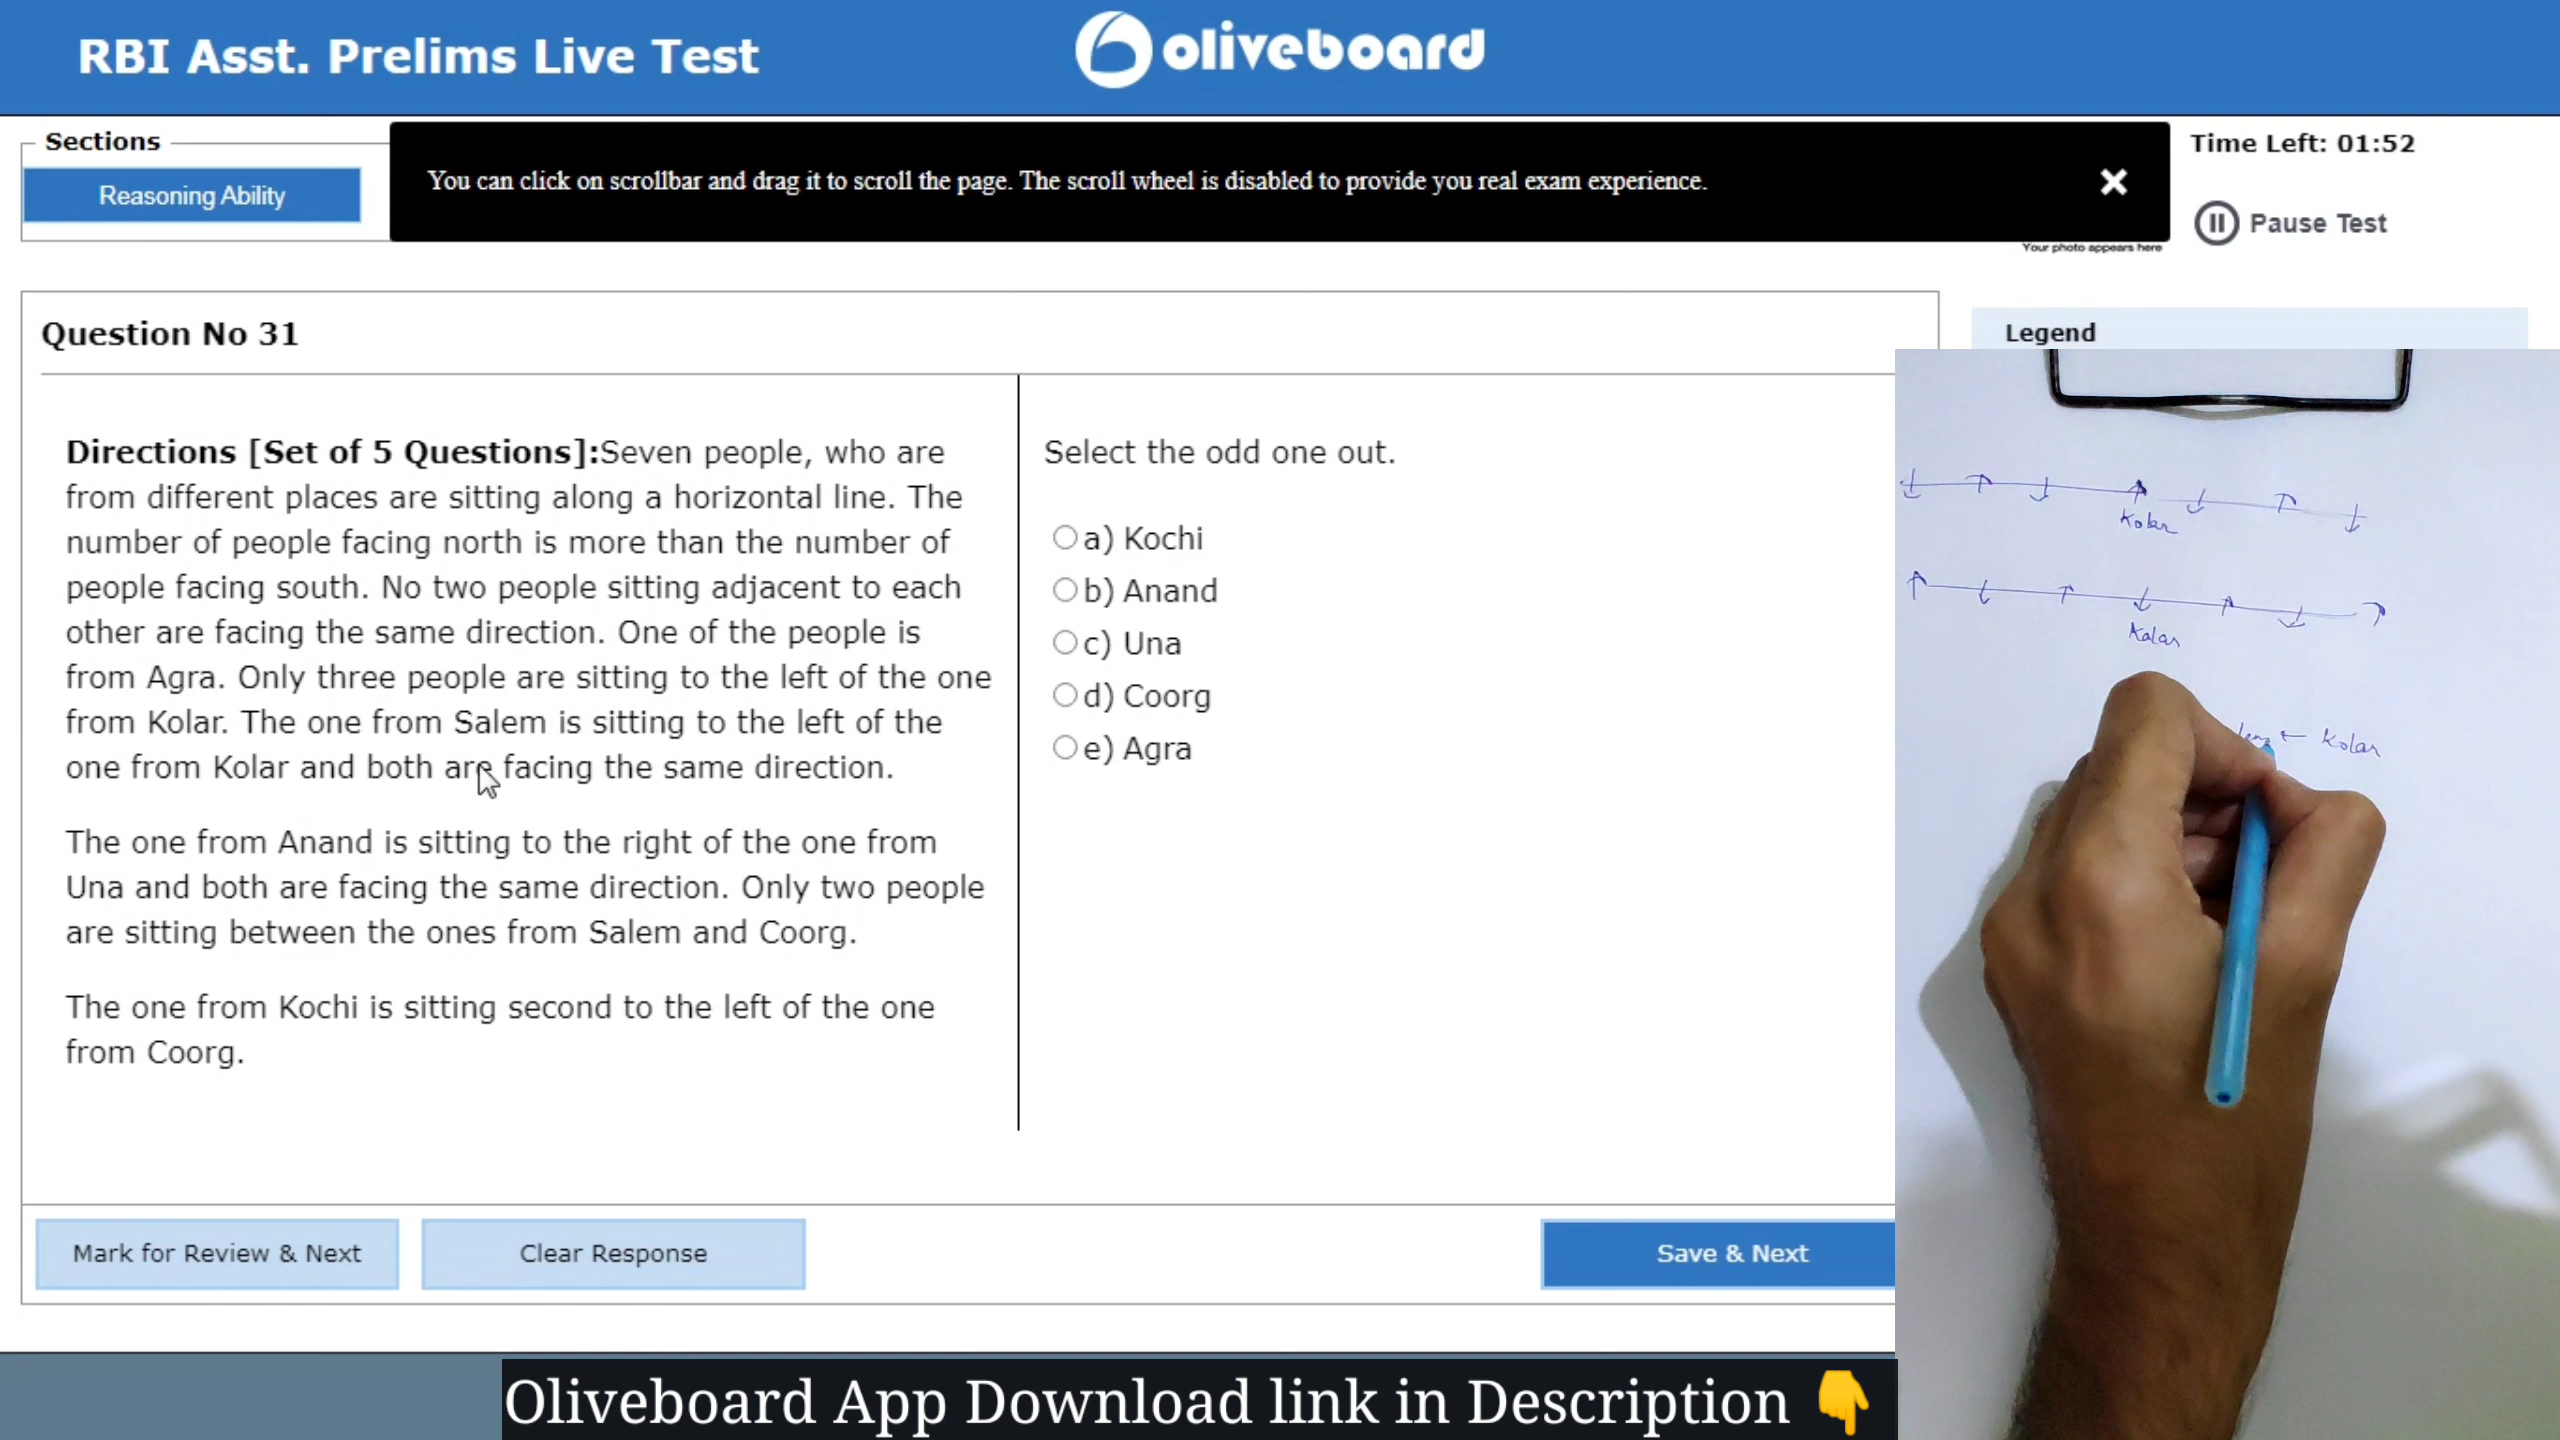 RBI Asst. Prelims Live Test
oliveboard
Sections
Reasoning Ability
You can click on scrollbar and drag it to scroll the page. The scroll wheel is disabled to provide you real exam experience.
Time Left: 01:52
Pause Test
Your photo appears here
Question No 31
Legend
Directions [Set of 5 Questions]:Seven people, who are
from different places are sitting along a horizontal line. The
number of people facing north is more than the number of
people facing south. No two people sitting adjacent to each
other are facing the same direction. One of the people is
from Agra. Only three people are sitting to the left of the one
from Kolar. The one from Salem is sitting to the left of the
one from Kolar and both are facing the same direction.
The one from Anand is sitting to the right of the one from
Una and both are facing the same direction. Only two people
are sitting between the ones from Salem and Coorg.
The one from Kochi is sitting second to the left of the one
from Coorg.
Select the odd one out.
a) Kochi
b) Anand
c) Una
d) Coorg
e) Agra
Kolar
Kolar
← Kolar
Mark for Review & Next
Clear Response
Save & Next
Oliveboard App Download link in Description 👇